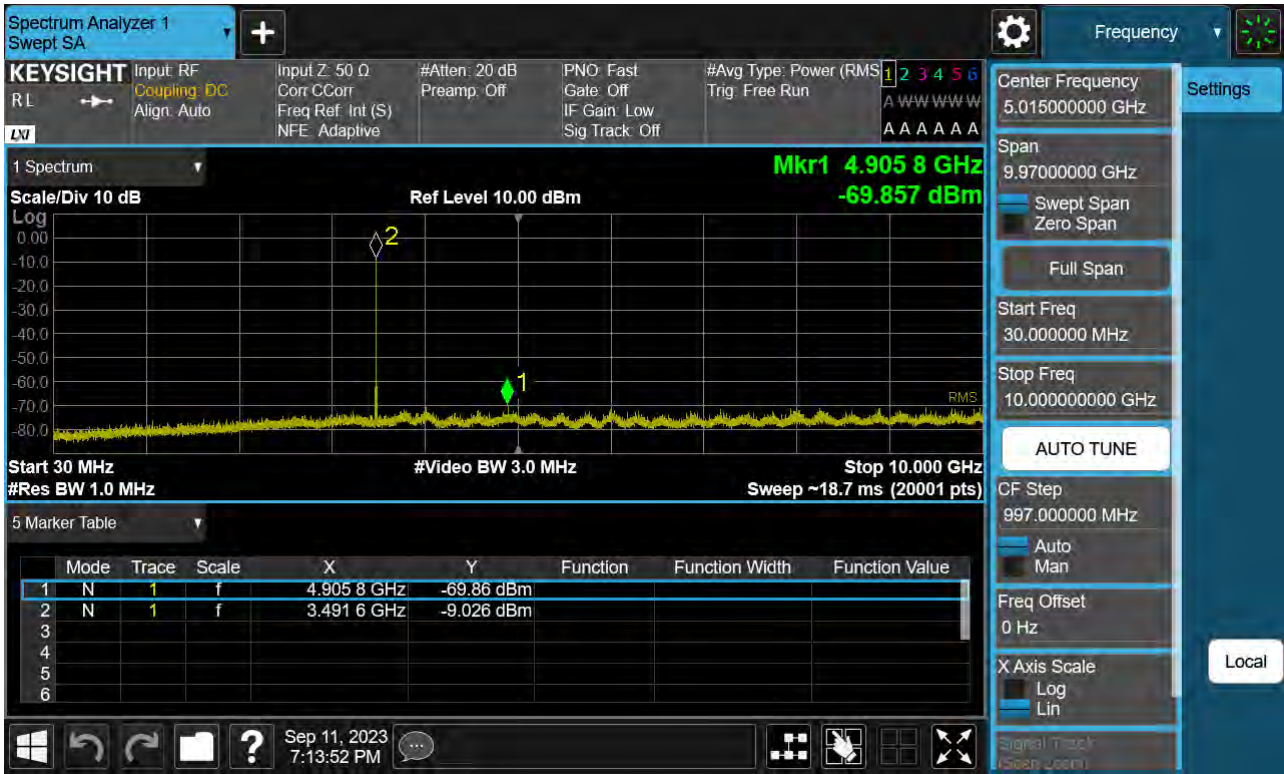 Spectrum Analyzer 1
Swept SA
+
Frequency
KEYSIGHT
RL
LXI
Input: RF
Coupling: DC
Align: Auto
Input Z: 50 Ω
Corr CCorr
Freq Ref: Int (S)
NFE: Adaptive
#Atten: 20 dB
Preamp: Off
PNO: Fast
Gate: Off
IF Gain: Low
Sig Track: Off
#Avg Type: Power (RMS
Trig: Free Run
1 2 3 4 5 6
A W W W W W
A A A A A A
1 Spectrum
Mkr1 4.905 8 GHz
-69.857 dBm
Scale/Div 10 dB
Ref Level 10.00 dBm
Log
0.00
-10.0
-20.0
-30.0
-40.0
-50.0
-60.0
-70.0
-80.0
2
1
RMS
Start 30 MHz
#Video BW 3.0 MHz
Stop 10.000 GHz
#Res BW 1.0 MHz
Sweep ~18.7 ms (20001 pts)
5 Marker Table
Mode Trace Scale X Y Function Function Width Function Value
1 N 1 f 4.905 8 GHz -69.86 dBm
2 N 1 f 3.491 6 GHz -9.026 dBm
3
4
5
6
Sep 11, 2023
7:13:52 PM
?
Center Frequency
5.015000000 GHz
Settings
Span
9.97000000 GHz
Swept Span
Zero Span
Full Span
Start Freq
30.000000 MHz
Stop Freq
10.000000000 GHz
AUTO TUNE
CF Step
997.000000 MHz
Auto
Man
Freq Offset
0 Hz
X Axis Scale
Log
Lin
Signal Track
(Span Zoom)
Local